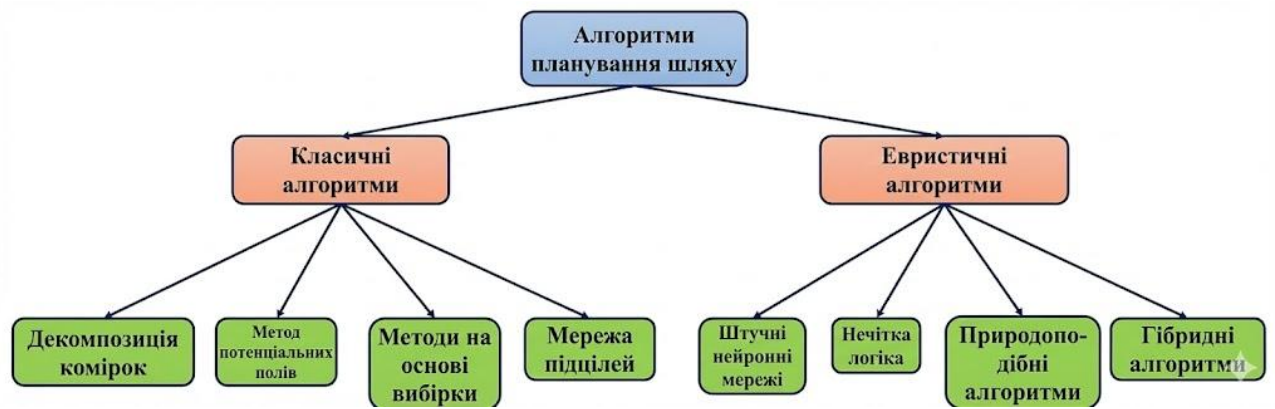 Алгоритми
планування шляху
Класичні
алгоритми
Евристичні
алгоритми
Декомпозиція
комірок
Метод
потенціальних
полів
Методи на
основі
вибірки
Мережа
підцілей
Штучні
нейронні
мережі
Нечітка
логіка
Природопо-
дібні
алгоритми
Гібридні
алгоритми